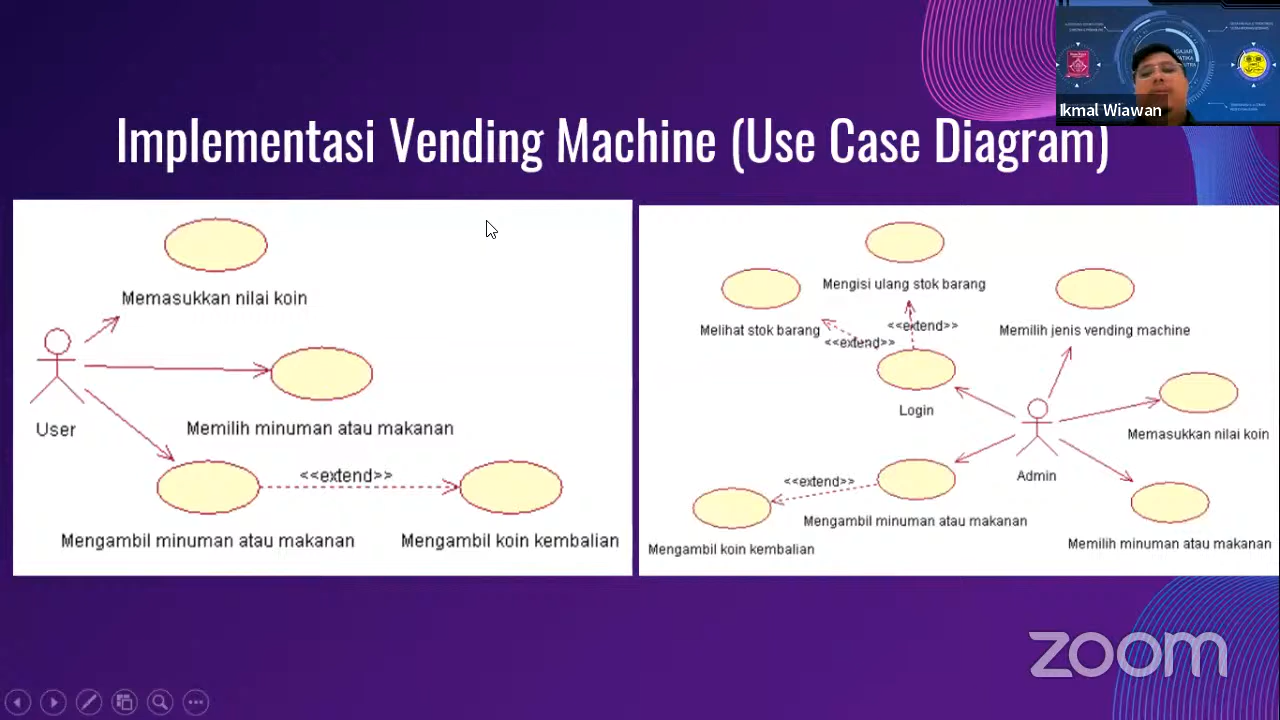 Ikmal Wiawan
Implementasi Vending Machine (Use Case Diagram)
Memasukkan nilai koin
User
Memilih minuman atau makanan
<<extend>>
Mengambil minuman atau makanan
Mengambil koin kembalian
Mengisi ulang stok barang
Melihat stok barang
<<extend>>
<<extend>>
Memilih jenis vending machine
Login
Memasukkan nilai koin
Admin
<<extend>>
Mengambil minuman atau makanan
Mengambil koin kembalian
Memilih minuman atau makanan
zoom